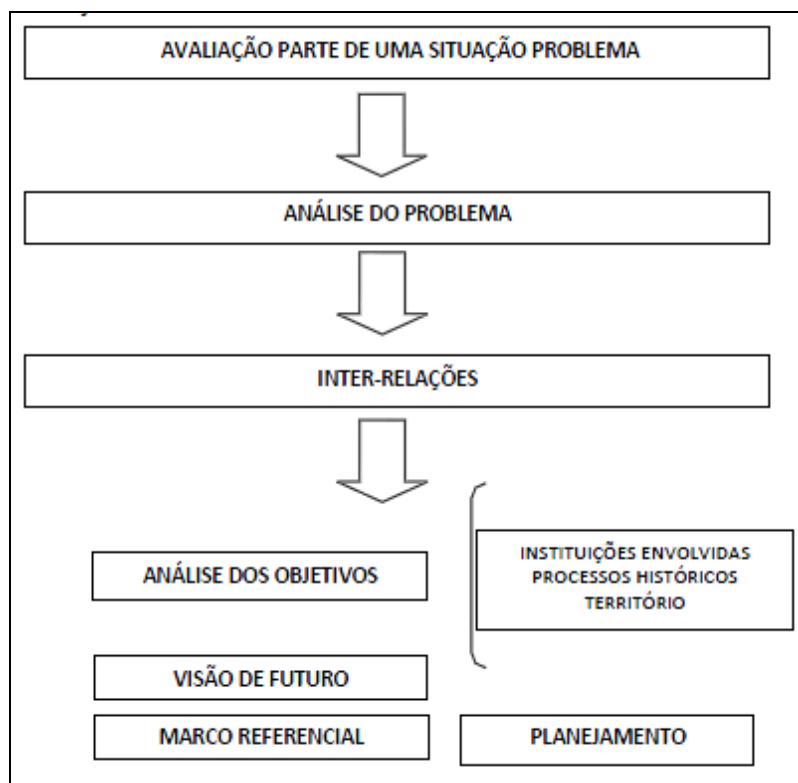 AVALIAÇÃO PARTE DE UMA SITUAÇÃO PROBLEMA
ANÁLISE DO PROBLEMA
INTER-RELAÇÕES
ANÁLISE DOS OBJETIVOS
INSTITUIÇÕES ENVOLVIDAS
PROCESSOS HISTÓRICOS
TERRITÓRIO
VISÃO DE FUTURO
MARCO REFERENCIAL
PLANEJAMENTO